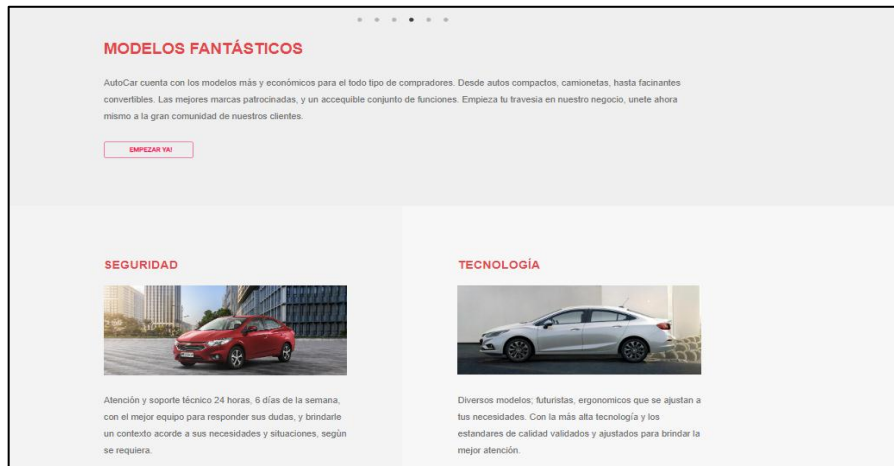 MODELOS FANTÁSTICOS
AutoCar cuenta con los modelos más y económicos para el todo tipo de compradores. Desde autos compactos, camionetas, hasta facinantes
convertibles. Las mejores marcas patrocinadas, y un accequible conjunto de funciones. Empieza tu travesia en nuestro negocio, unete ahora
mismo a la gran comunidad de nuestros clientes.
EMPEZAR YA!
SEGURIDAD
Atención y soporte técnico 24 horas, 6 días de la semana,
con el mejor equipo para responder sus dudas, y brindarle
un contexto acorde a sus necesidades y situaciones, según
se requiera.
TECNOLOGÍA
Diversos modelos; futuristas, ergonomicos que se ajustan a
tus necesidades. Con la más alta tecnología y los
estandares de calidad validados y ajustados para brindar la
mejor atención.